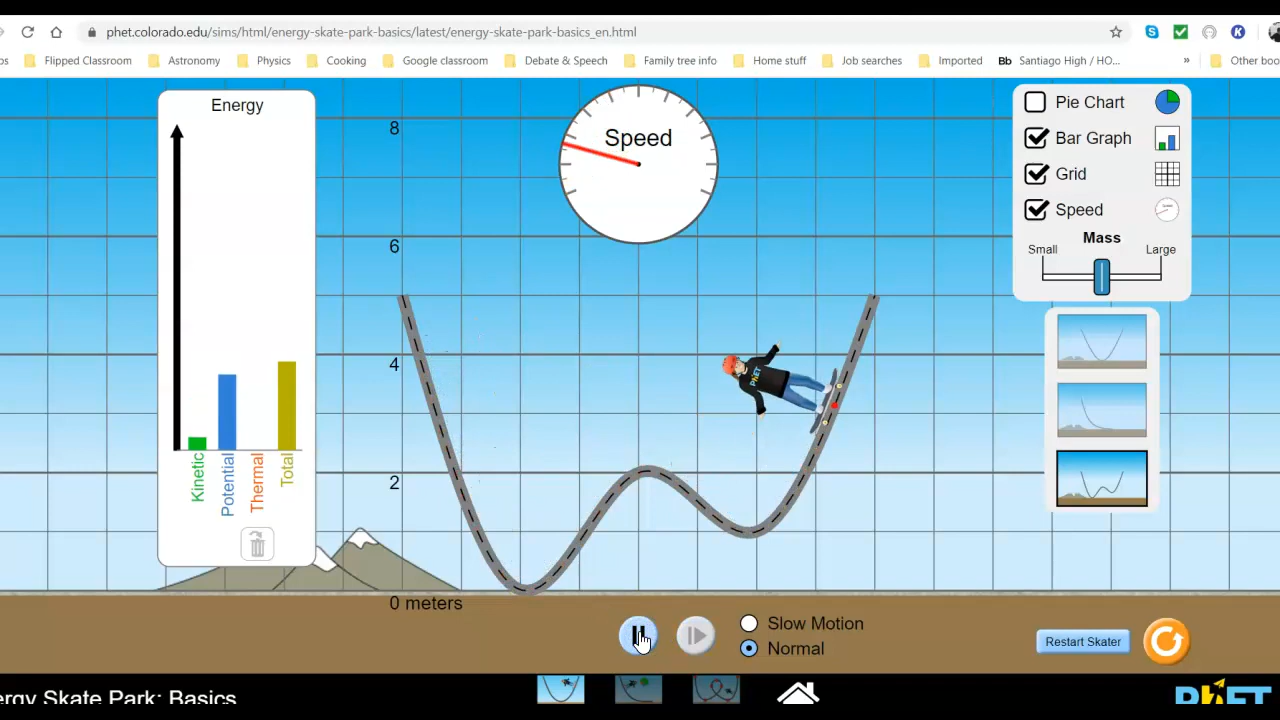 phet.colorado.edu/sims/html/energy-skate-park-basics/latest/energy-skate-park-basics_en.html
K
ps Flipped Classroom Astronomy Physics Cooking Google classroom Debate & Speech Family tree info Home stuff Job searches Imported Bb Santiago High / HO... » Other boo
Energy
Kinetic
Potential
Thermal
Total
Speed
8
6
4
2
0 meters
PhET
Pie Chart
Bar Graph
Grid
Speed
Mass
Small
Large
Slow Motion
Normal
Restart Skater
ergy Skate Park: Basics
PhET